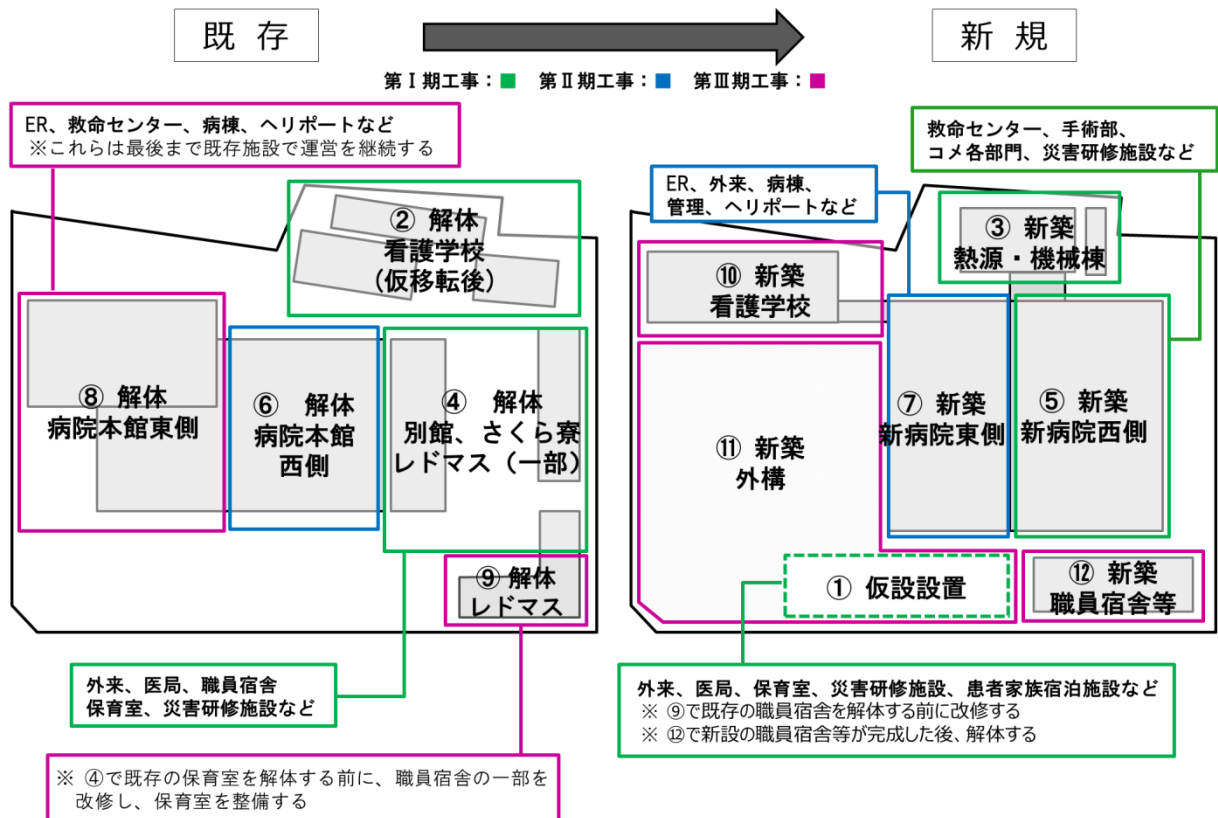 既 存
新 規
第Ⅰ期工事：■ 第Ⅱ期工事：■ 第Ⅲ期工事：■
ER、救命センター、病棟、ヘリポートなど
※これらは最後まで既存施設で運営を継続する
② 解体
看護学校
（仮移転後）
⑧ 解体
病院本館東側
⑥ 解体
病院本館
西側
④ 解体
別館、さくら寮
レドマス（一部）
⑨ 解体
レドマス
外来、医局、職員宿舎
保育室、災害研修施設など
※ ④で既存の保育室を解体する前に、職員宿舎の一部を
改修し、保育室を整備する
救命センター、手術部、
コメ各部門、災害研修施設など
ER、外来、病棟、
管理、ヘリポートなど
③ 新築
熱源・機械棟
⑩ 新築
看護学校
⑦ 新築
新病院東側
⑤ 新築
新病院西側
⑪ 新築
外構
① 仮設設置
⑫ 新築
職員宿舎等
外来、医局、保育室、災害研修施設、患者家族宿泊施設など
※ ⑨で既存の職員宿舎を解体する前に改修する
※ ⑫で新設の職員宿舎等が完成した後、解体する